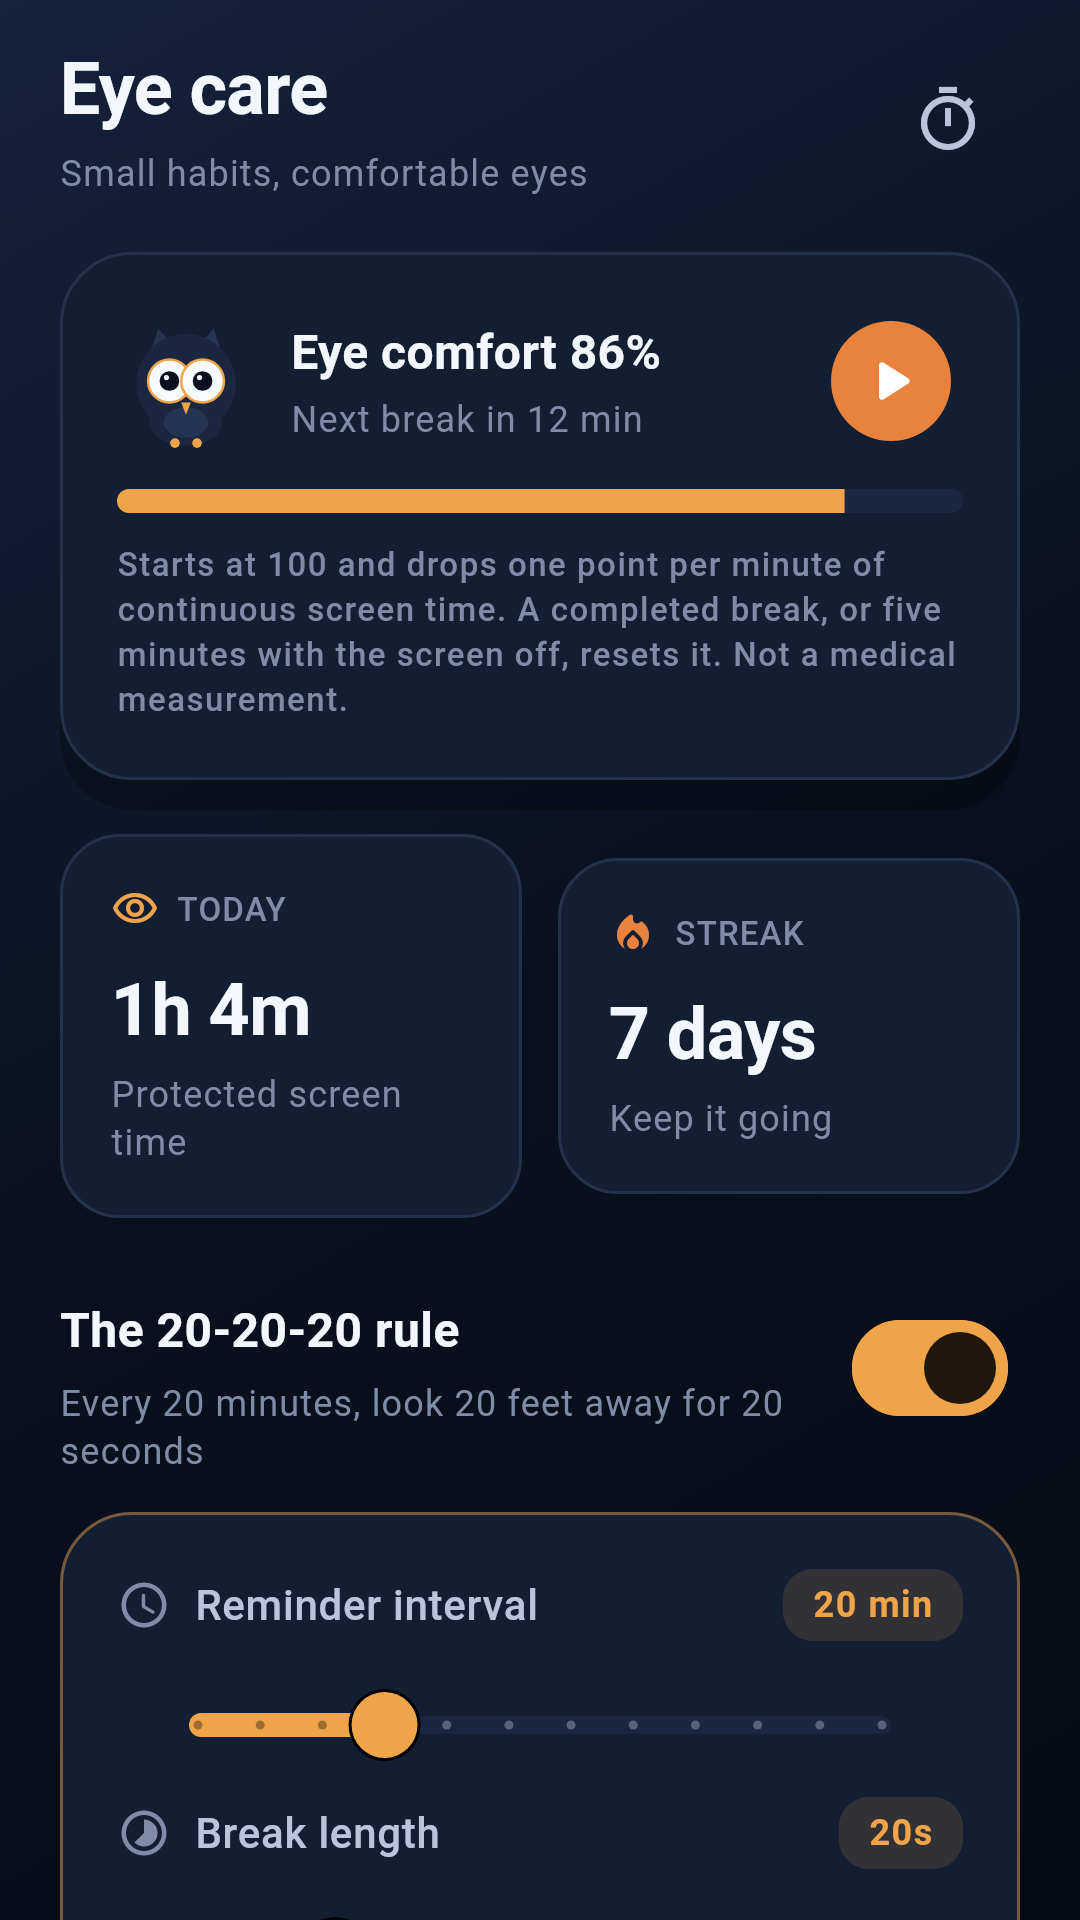 Eye care
Small habits, comfortable eyes
Eye comfort 86%
Next break in 12 min
Starts at 100 and drops one point per minute of
continuous screen time. A completed break, or five
minutes with the screen off, resets it. Not a medical
measurement.
TODAY
1h 4m
Protected screen
time
STREAK
7 days
Keep it going
The 20-20-20 rule
Every 20 minutes, look 20 feet away for 20
seconds
Reminder interval
20 min
Break length
20s